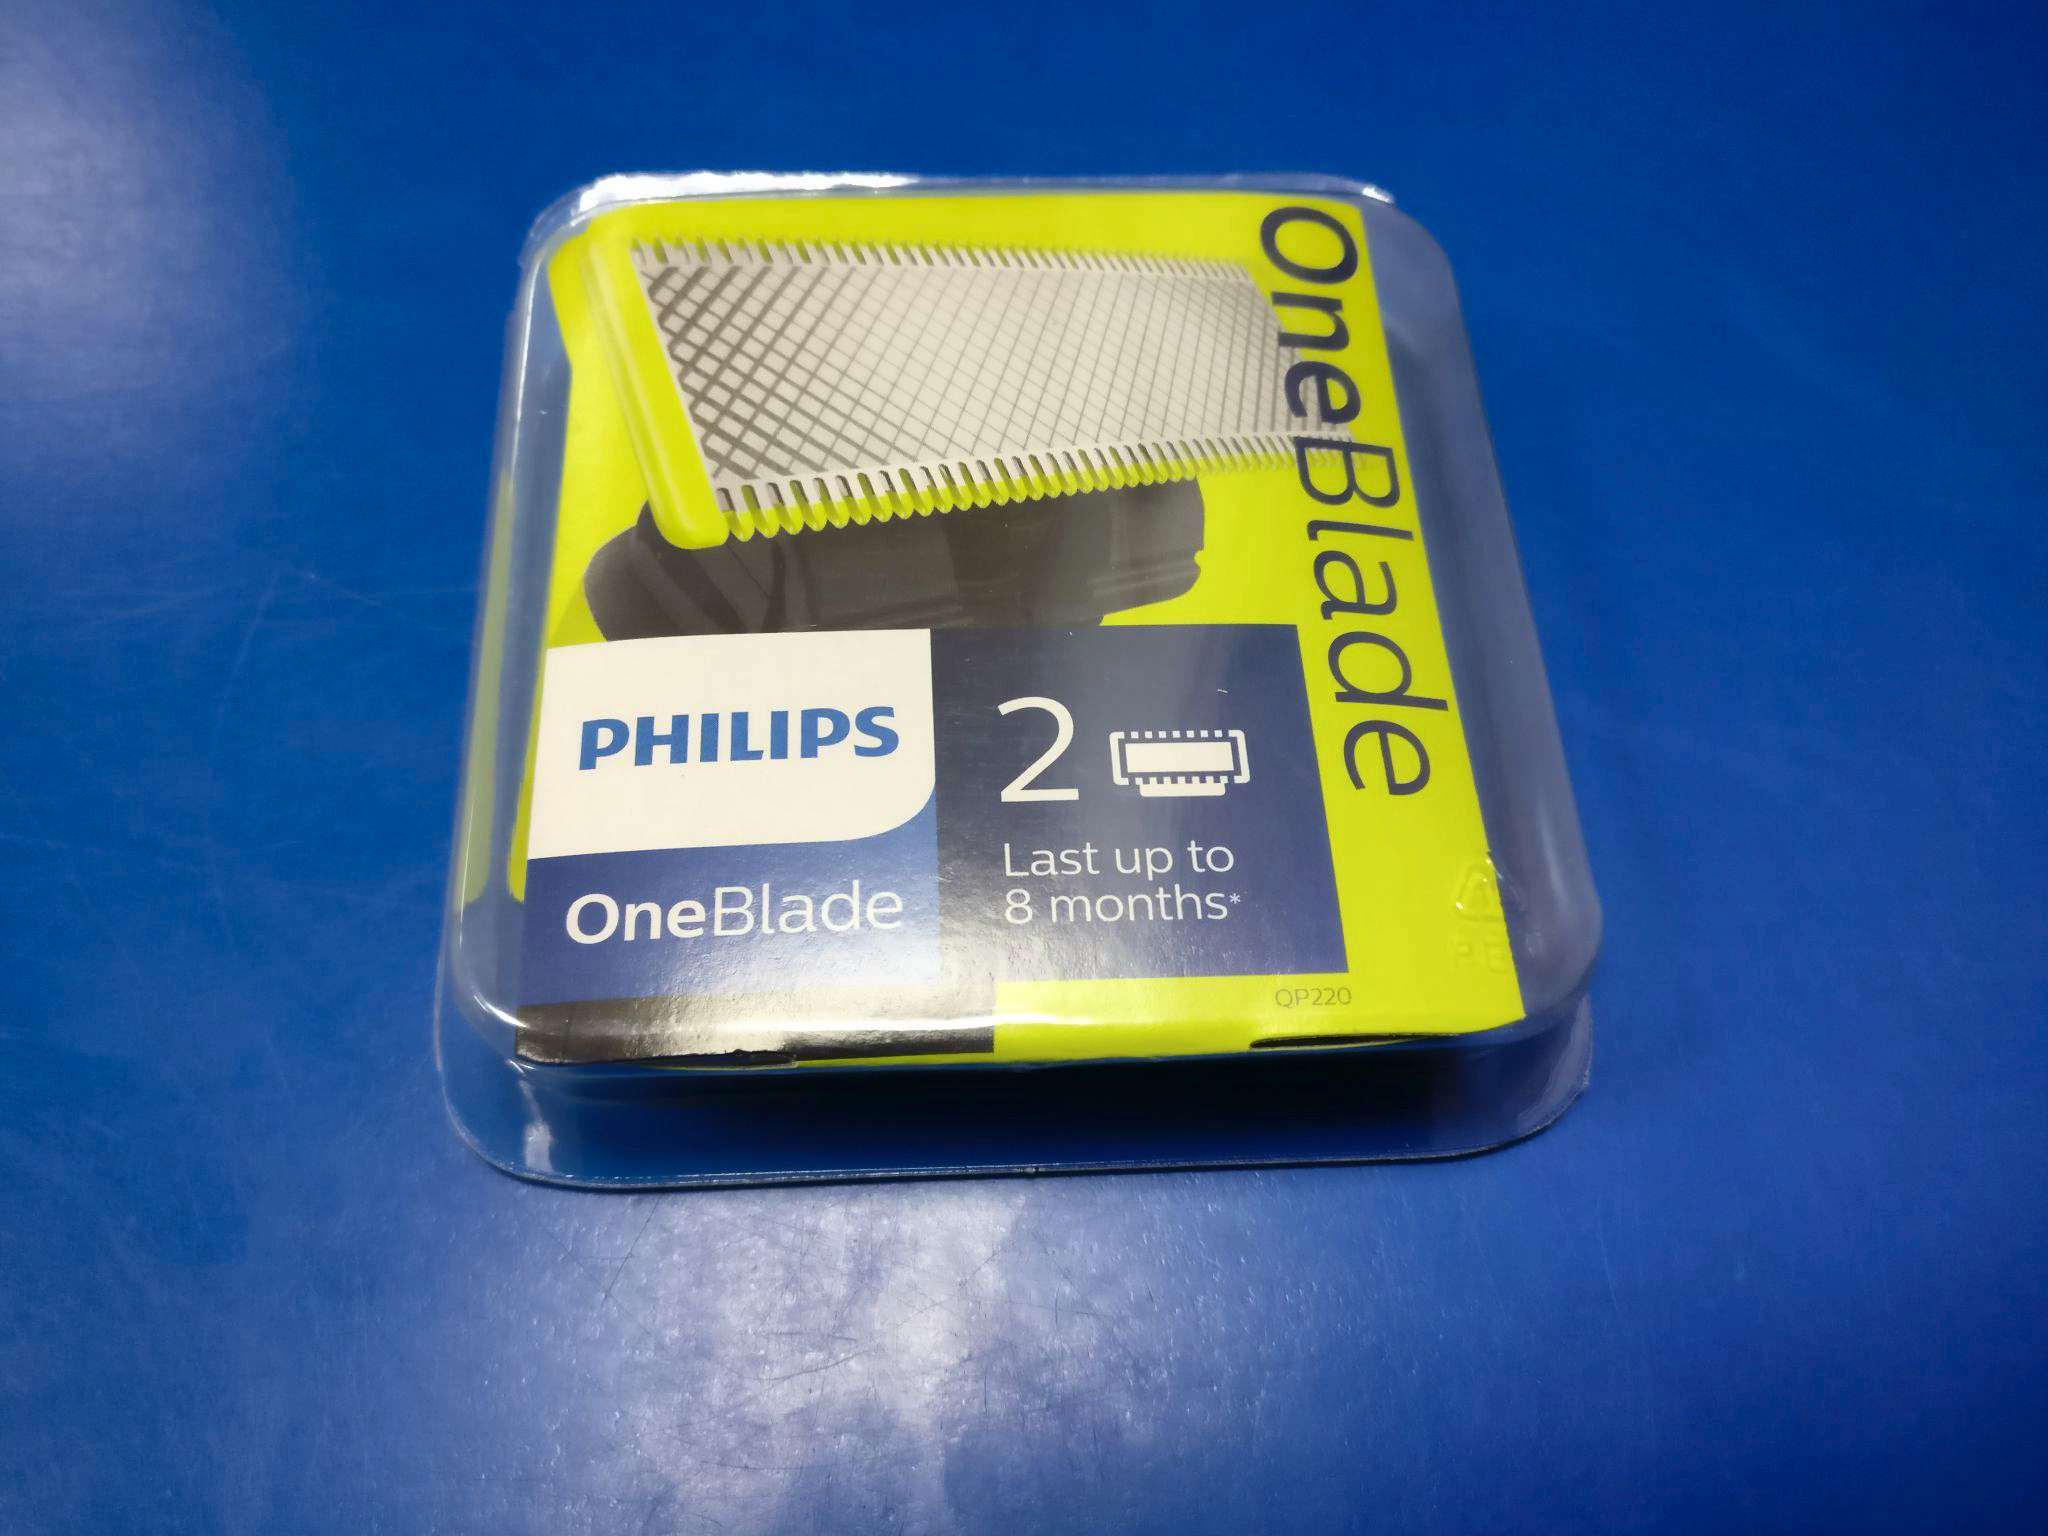 OneBlade
PHILIPS
OneBlade
2
Last up to
8 months*
QP220